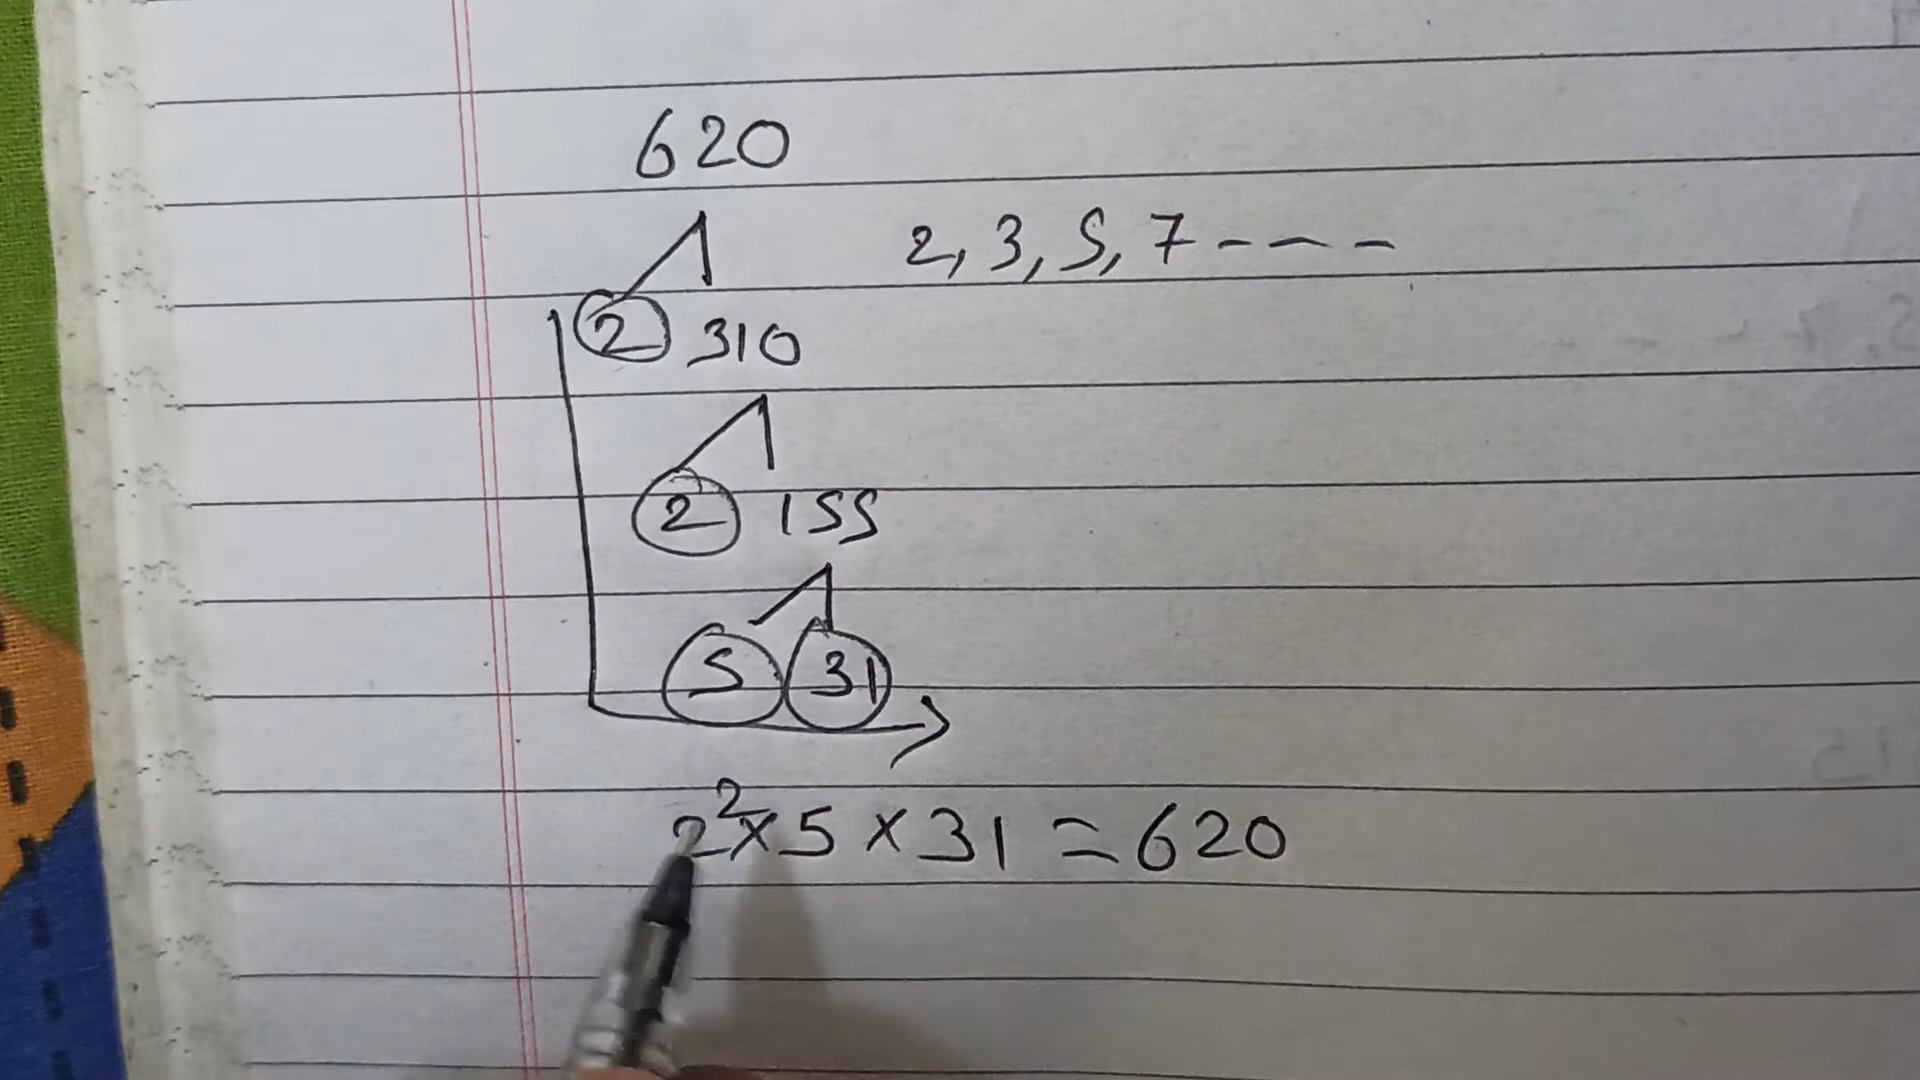 620
2, 3, 5, 7 - - - -
2 310
2 155
5 31
2² × 5 × 31 = 620